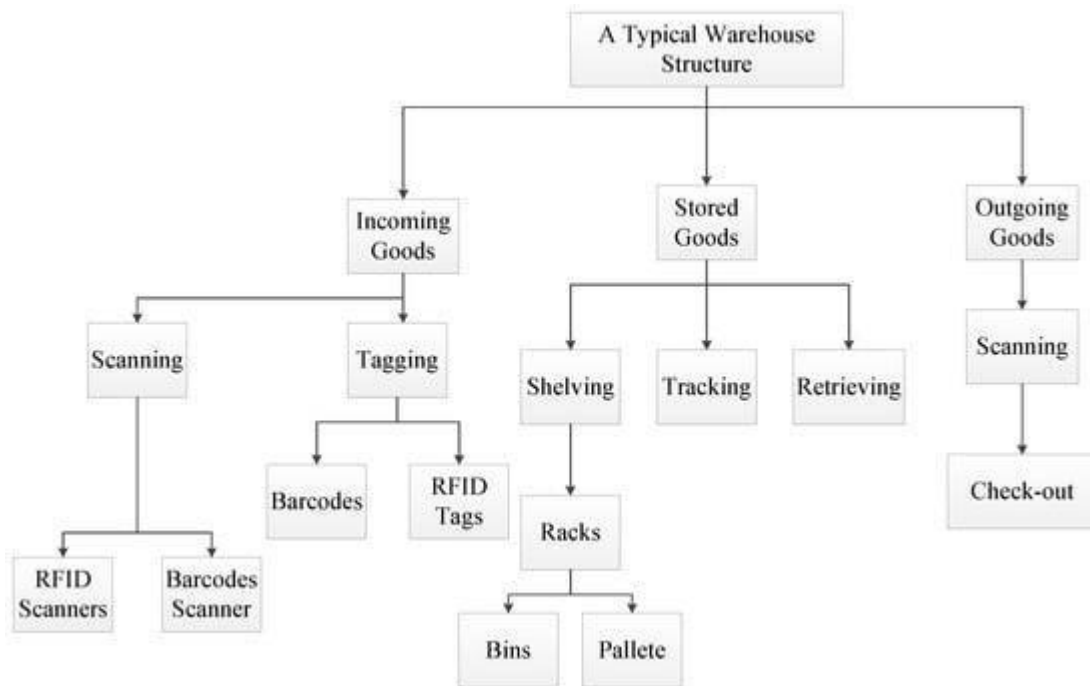 A Typical Warehouse
Structure
Incoming
Goods
Stored
Goods
Outgoing
Goods
Scanning
Tagging
Shelving
Tracking
Retrieving
Scanning
Barcodes
RFID
Tags
Racks
Check-out
RFID
Scanners
Barcodes
Scanner
Bins
Pallete